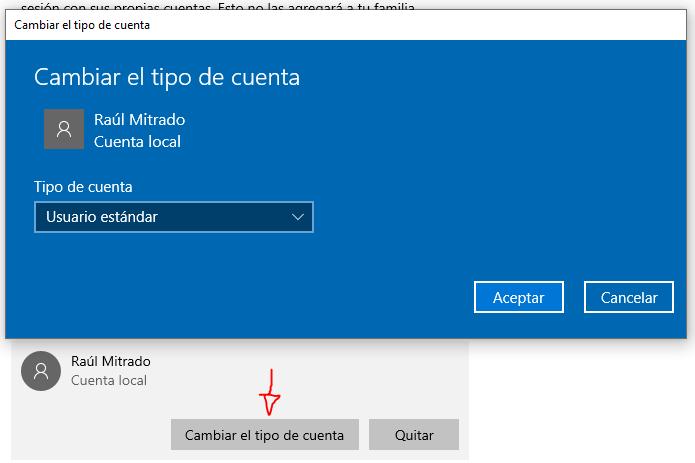 sesión con sus propias cuentas. Esto no las agregará a tu familia.
Cambiar el tipo de cuenta
Cambiar el tipo de cuenta
Raúl Mitrado
Cuenta local
Tipo de cuenta
Usuario estándar
Aceptar
Cancelar
Raúl Mitrado
Cuenta local
Cambiar el tipo de cuenta
Quitar